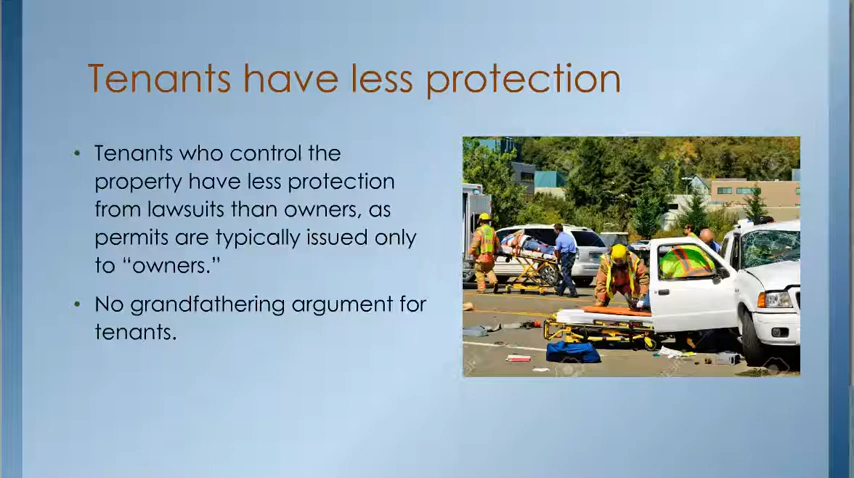 Tenants have less protection
• Tenants who control the
property have less protection
from lawsuits than owners, as
permits are typically issued only
to “owners.”
• No grandfathering argument for
tenants.